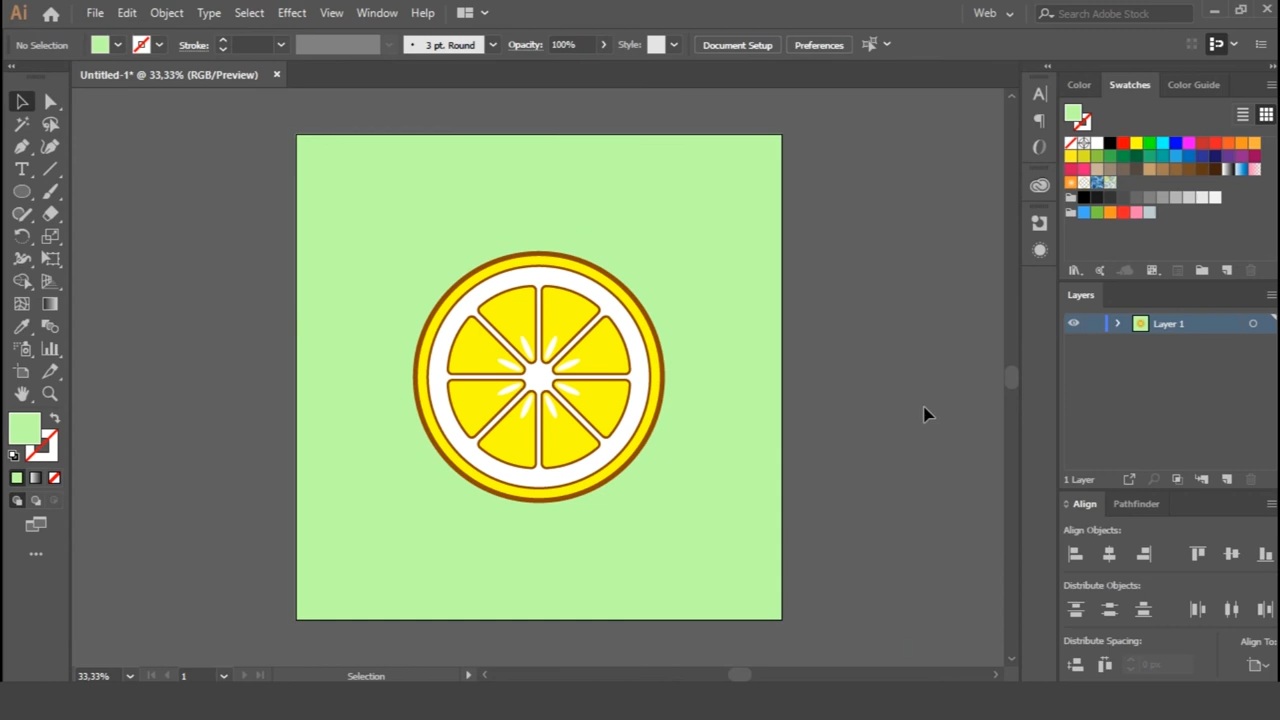 Ai File Edit Object Type Select Effect View Window Help Web Search Adobe Stock
No Selection Stroke: 3 pt. Round Opacity: 100% Style: Document Setup Preferences
Untitled-1* @ 33,33% (RGB/Preview)
Color Swatches Color Guide
Layers
Layer 1
1 Layer
Align Pathfinder
Align Objects:
Distribute Objects:
Distribute Spacing: Align To:
0 px
33,33% 1 Selection